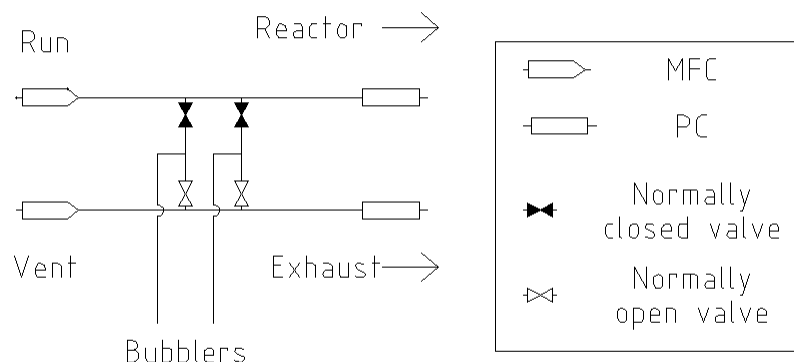 Reactor
Run
Vent
Exhaust
Bubblers
MFC
PC
Normally
closed valve
Normally
open valve